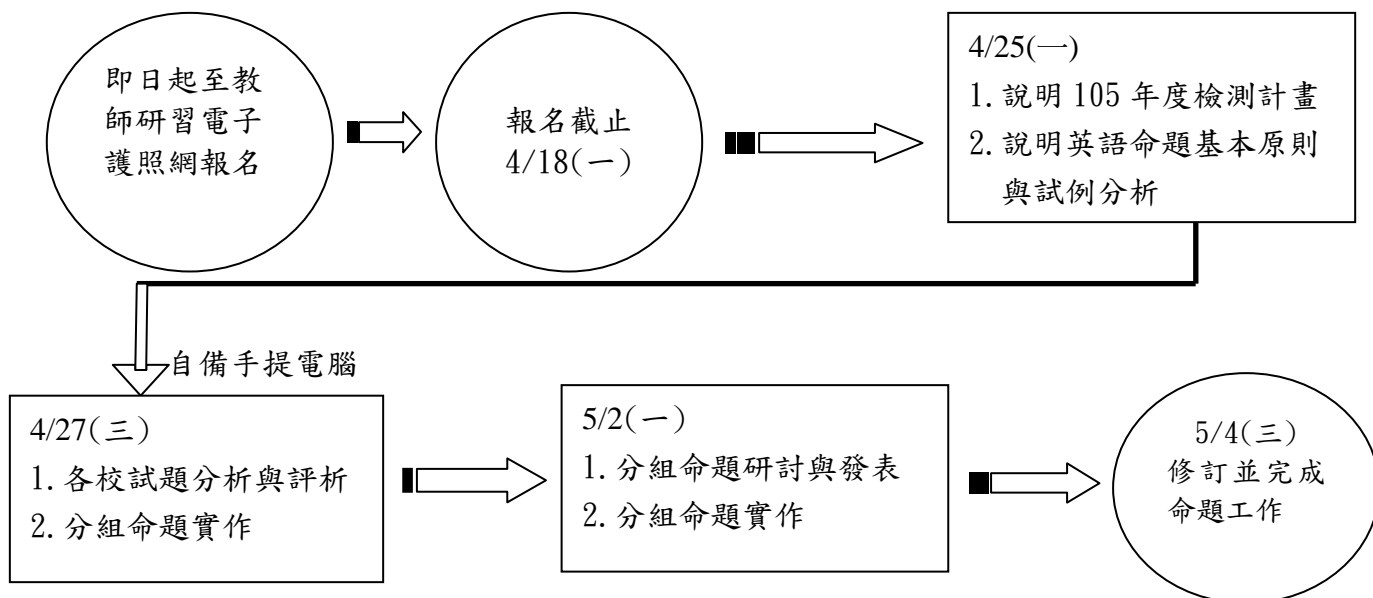 即日起至教
師研習電子
護照網報名
報名截止
4/18(一)
4/25(一)
1.說明 105 年度檢測計畫
2.說明英語命題基本原則
與試例分析
自備手提電腦
4/27(三)
1.各校試題分析與評析
2.分組命題實作
5/2(一)
1.分組命題研討與發表
2.分組命題實作
5/4(三)
修訂並完成
命題工作